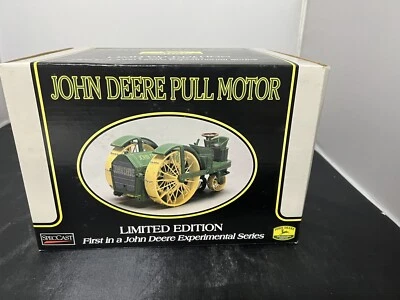 JOHN DEERE PULL MOTOR
LIMITED EDITION
First in a John Deere Experimental Series
SPECCAST